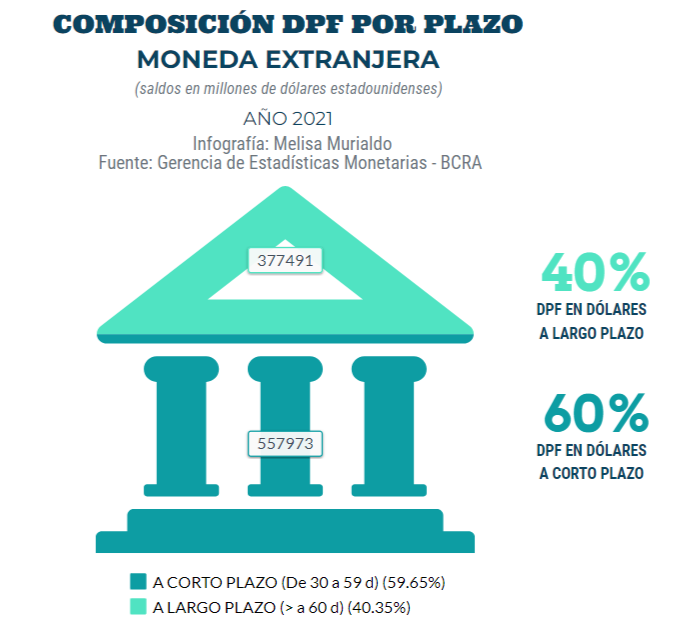 COMPOSICIÓN DPF POR PLAZO
MONEDA EXTRANJERA
(saldos en millones de dólares estadounidenses)
AÑO 2021
Infografía: Melisa Murialdo
Fuente: Gerencia de Estadísticas Monetarias - BCRA
377491
40%
DPF EN DÓLARES
A LARGO PLAZO
557973
60%
DPF EN DÓLARES
A CORTO PLAZO
A CORTO PLAZO (De 30 a 59 d) (59.65%)
A LARGO PLAZO (> a 60 d) (40.35%)